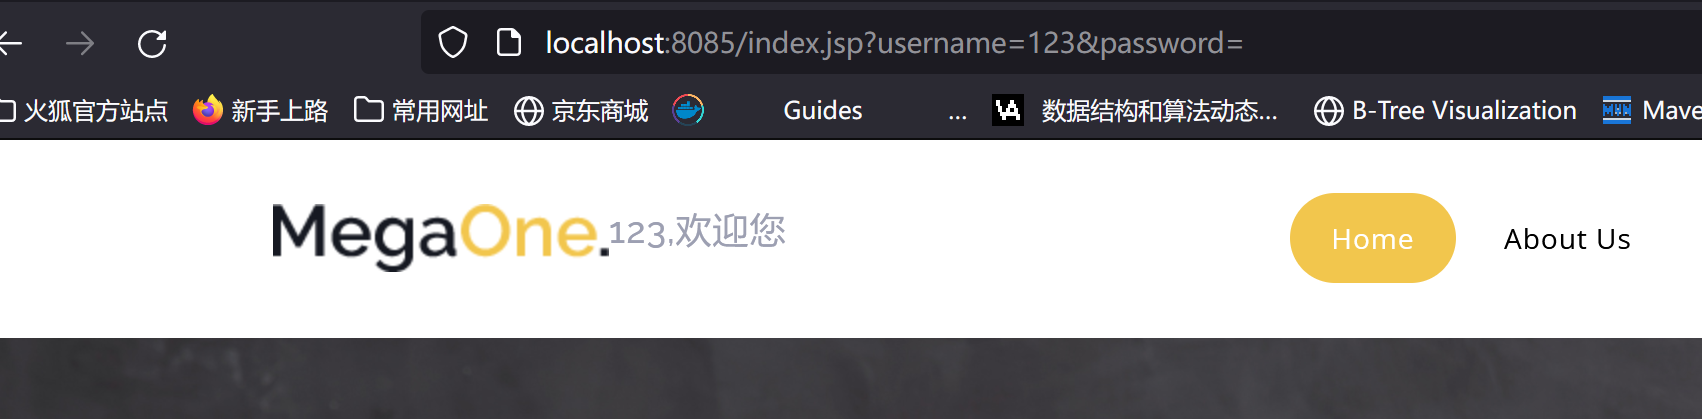 localhost:8085/index.jsp?username=123&password=
火狐官方站点 新手上路 常用网址 京东商城 Guides ... VA 数据结构和算法动态... B-Tree Visualization MVN Mave
MegaOne. 123,欢迎您 Home About Us